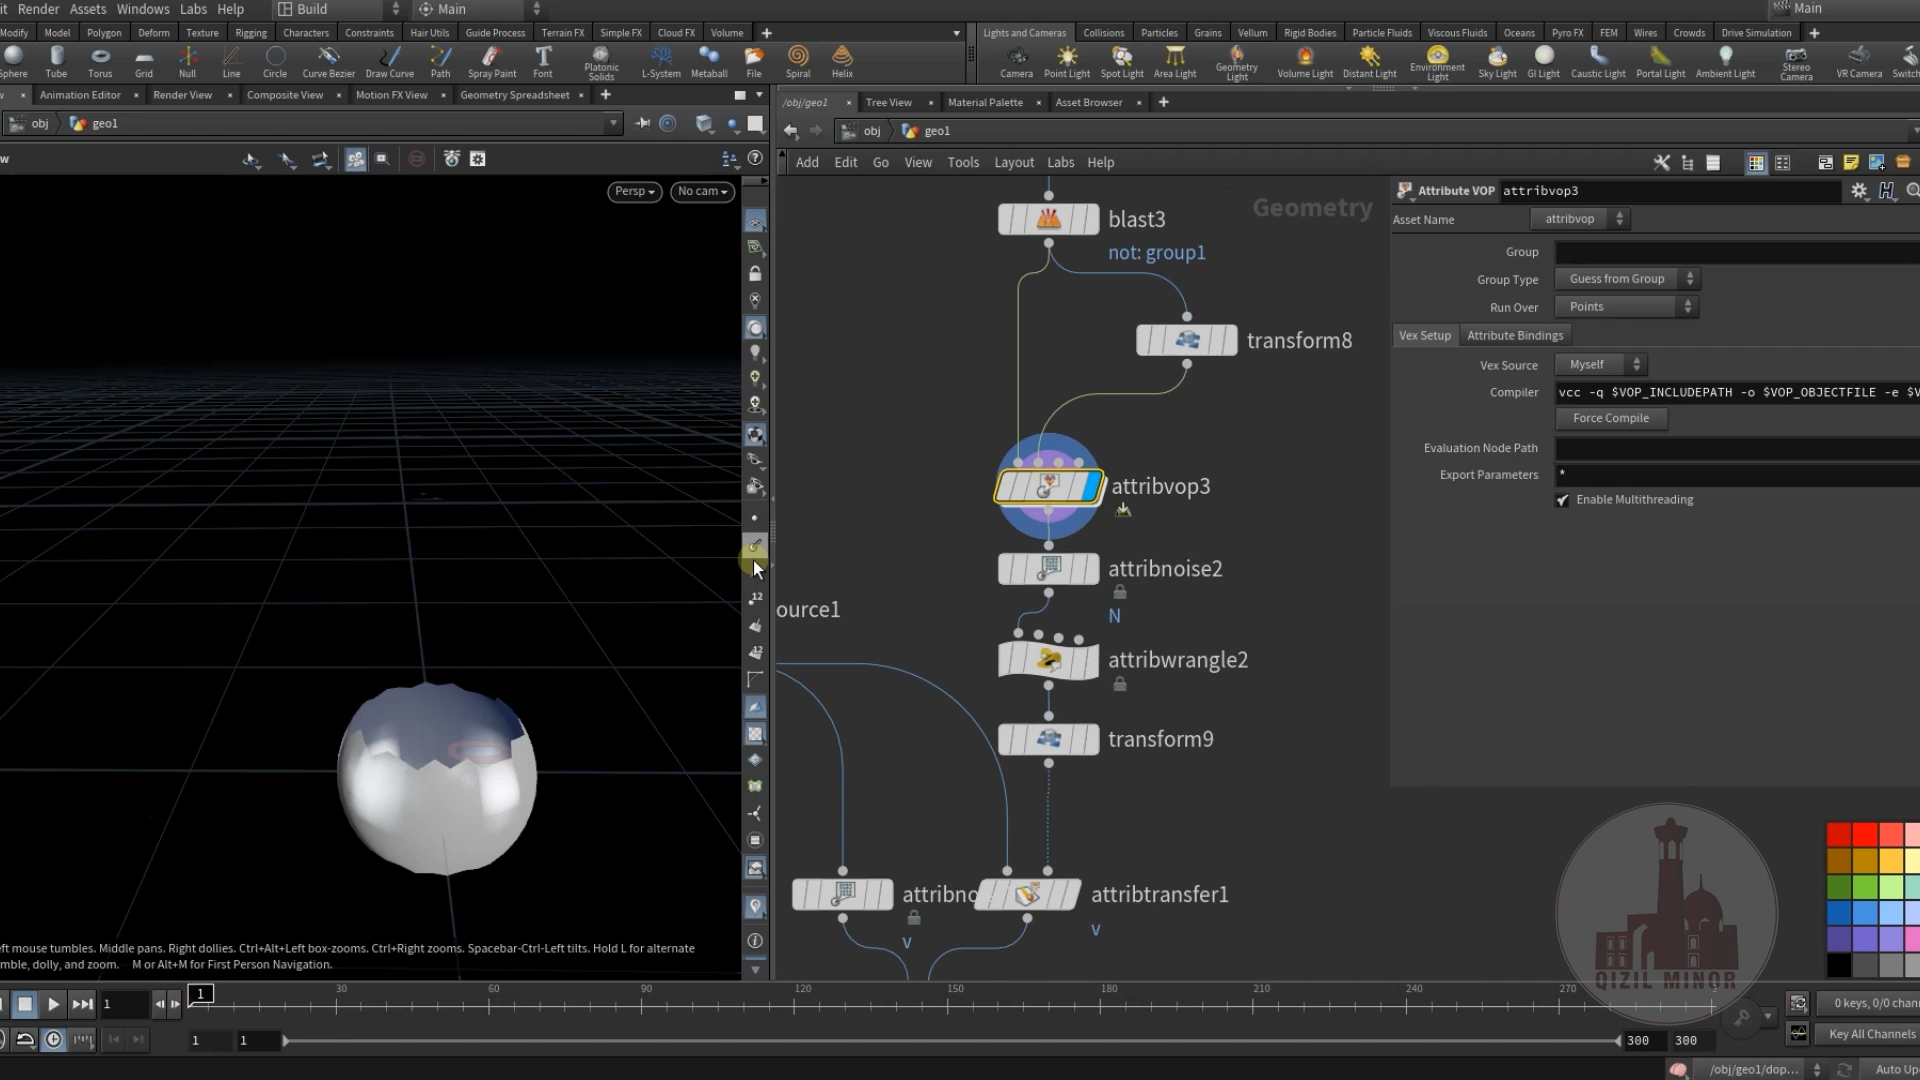 it Render Assets Windows Labs Help Build Main Main
Modify Model Polygon Deform Texture Rigging Characters Constraints Hair Utils Guide Process Terrain FX Simple FX Cloud FX Volume
Lights and Cameras Collisions Particles Grains Vellum Rigid Bodies Particle Fluids Viscous Fluids Oceans Pyro FX FEM Wires Crowds Drive Simulation
Sphere Tube Torus Grid Null Line Circle Curve Bezier Draw Curve Path Spray Paint Font Platonic Solids L-System Metaball File Spiral Helix
Camera Point Light Spot Light Area Light Geometry Light Volume Light Distant Light Environment Light Sky Light GI Light Caustic Light Portal Light Ambient Light Stereo Camera VR Camera Switch
Animation Editor Render View Composite View Motion FX View Geometry Spreadsheet
/obj/geo1 Tree View Material Palette Asset Browser
obj geo1
obj geo1
Add Edit Go View Tools Layout Labs Help
w
Persp No cam
Geometry
blast3
not: group1
transform8
attribvop3
attribnoise2
N
attribwrangle2
transform9
ource1
attribno
v
attribtransfer1
v
Attribute VOP attribvop3
Asset Name attribvop
Group
Group Type Guess from Group
Run Over Points
Vex Setup Attribute Bindings
Vex Source Myself
Compiler vcc -q $VOP_INCLUDEPATH -o $VOP_OBJECTFILE -e $V
Force Compile
Evaluation Node Path
Export Parameters *
Enable Multithreading
12
12
QIZIL MINOR
eft mouse tumbles. Middle pans. Right dollies. Ctrl+Alt+Left box-zooms. Ctrl+Right zooms. Spacebar-Ctrl-Left tilts. Hold L for alternate
mble, dolly, and zoom. M or Alt+M for First Person Navigation.
1 1 30 60 90 120 150 180 210 240 270
0 keys, 0/0 chann
1 1 300 300
Key All Channels
/obj/geo1/dop... Auto Up